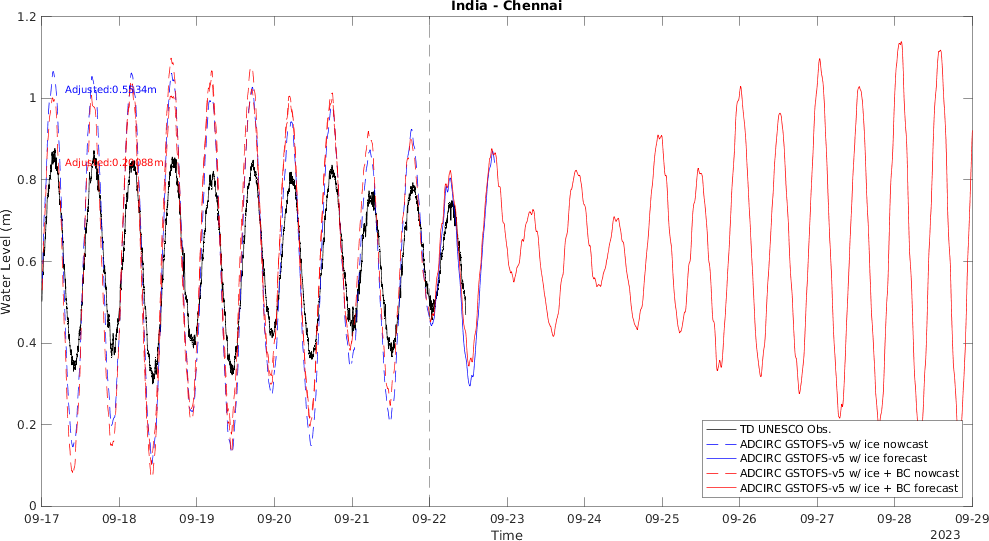 India - Chennai
1.2
1
0.8
0.6
0.4
0.2
0
Water Level (m)
Adjusted:0.5534m
Adjusted:0.29088m
TD UNESCO Obs.
ADCIRC GSTOFS-v5 w/ ice nowcast
ADCIRC GSTOFS-v5 w/ ice forecast
ADCIRC GSTOFS-v5 w/ ice + BC nowcast
ADCIRC GSTOFS-v5 w/ ice + BC forecast
09-17 09-18 09-19 09-20 09-21 09-22 09-23 09-24 09-25 09-26 09-27 09-28 09-29
Time
2023